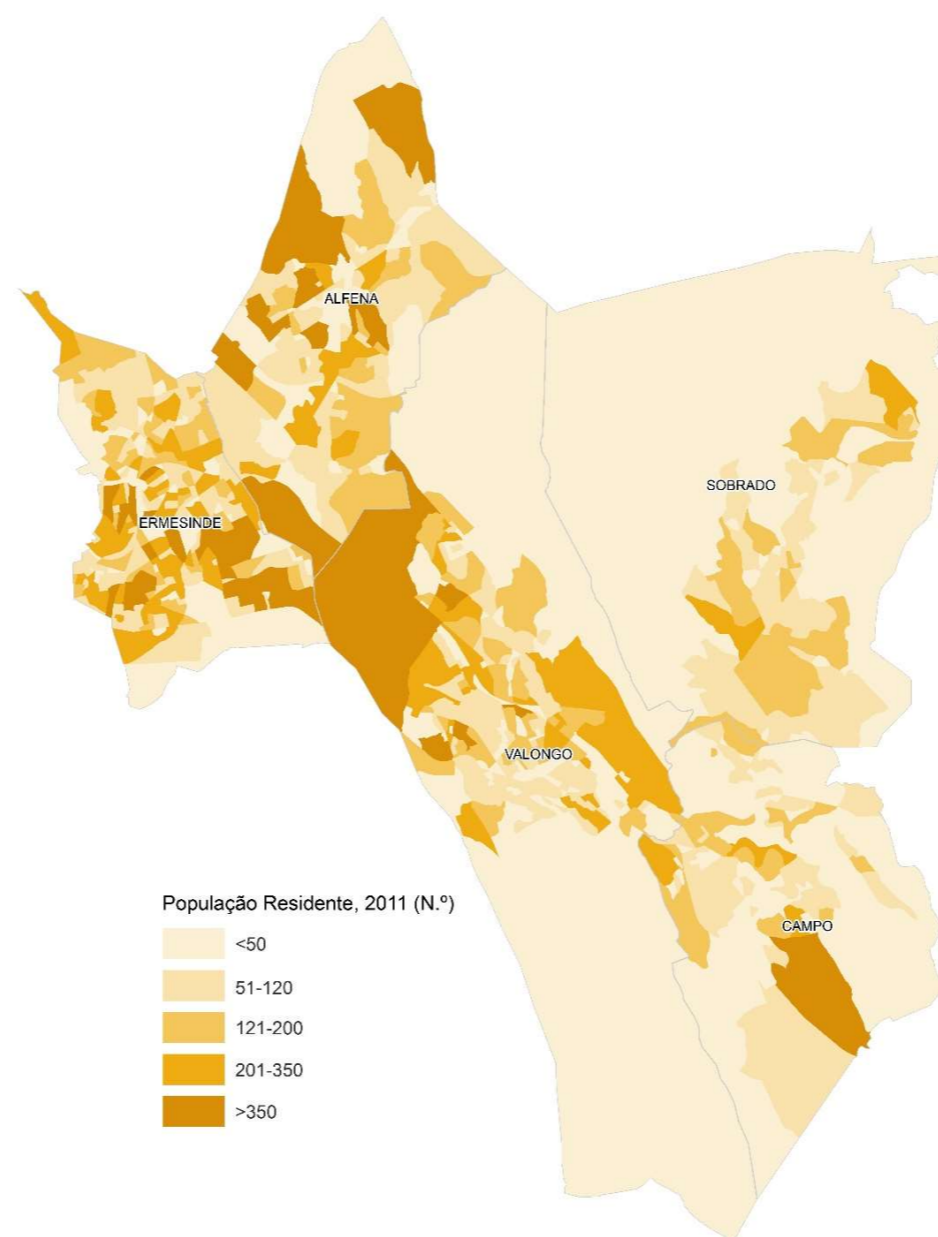 ALFENA
SOBRADO
ERMESINDE
VALONGO
População Residente, 2011 (N.º)
<50
51-120
CAMPO
121-200
201-350
>350